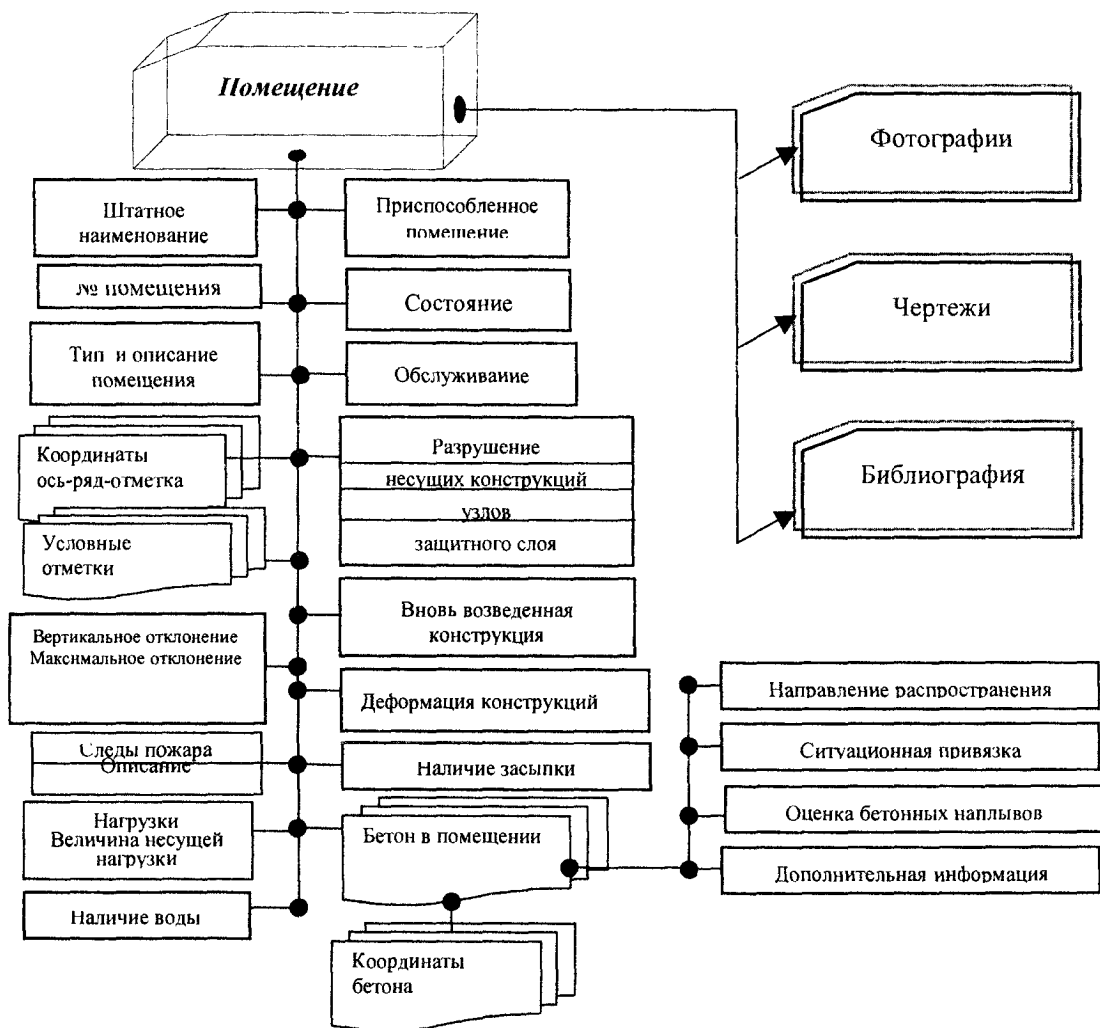 Помещение
Фотографии
Чертежи
Библиография
Штатное
наименование
№ помещения
Тип и описание
помещения
Координаты
ось-ряд-отметка
Условные
отметки
Вертикальное отклонение
Максимальное отклонение
Следы пожара
Описание
Нагрузки
Величина несущей
нагрузки
Наличие воды
Приспособленное
помещение
Состояние
Обслуживание
Разрушение
несущих конструкций
узлов
защитного слоя
Вновь возведенная
конструкция
Деформация конструкций
Наличие засыпки
Бетон в помещении
Координаты
бетона
Направление распространения
Ситуационная привязка
Оценка бетонных наплывов
Дополнительная информация